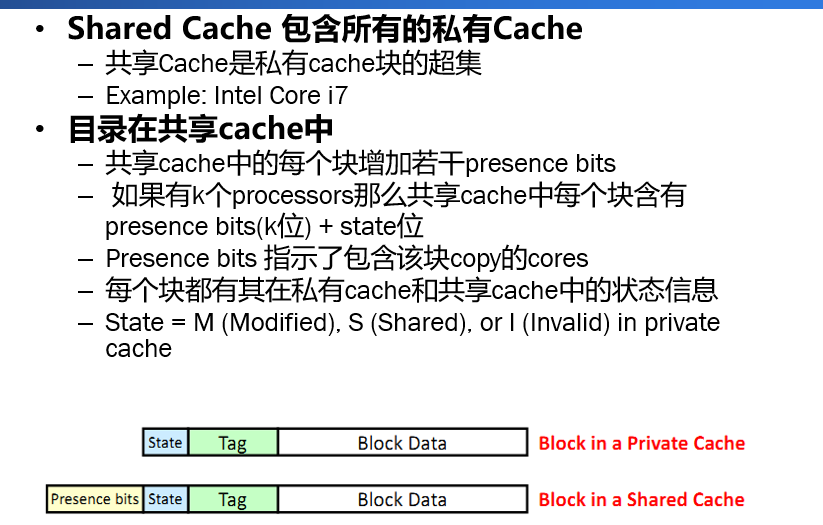 • Shared Cache 包含所有的私有Cache
– 共享Cache是私有cache块的超集
– Example: Intel Core i7
• 目录在共享cache中
– 共享cache中的每个块增加若干presence bits
– 如果有k个processors那么共享cache中每个块含有
presence bits(k位) + state位
– Presence bits 指示了包含该块copy的cores
– 每个块都有其在私有cache和共享cache中的状态信息
– State = M (Modified), S (Shared), or I (Invalid) in private
cache
State Tag Block Data Block in a Private Cache
Presence bits State Tag Block Data Block in a Shared Cache